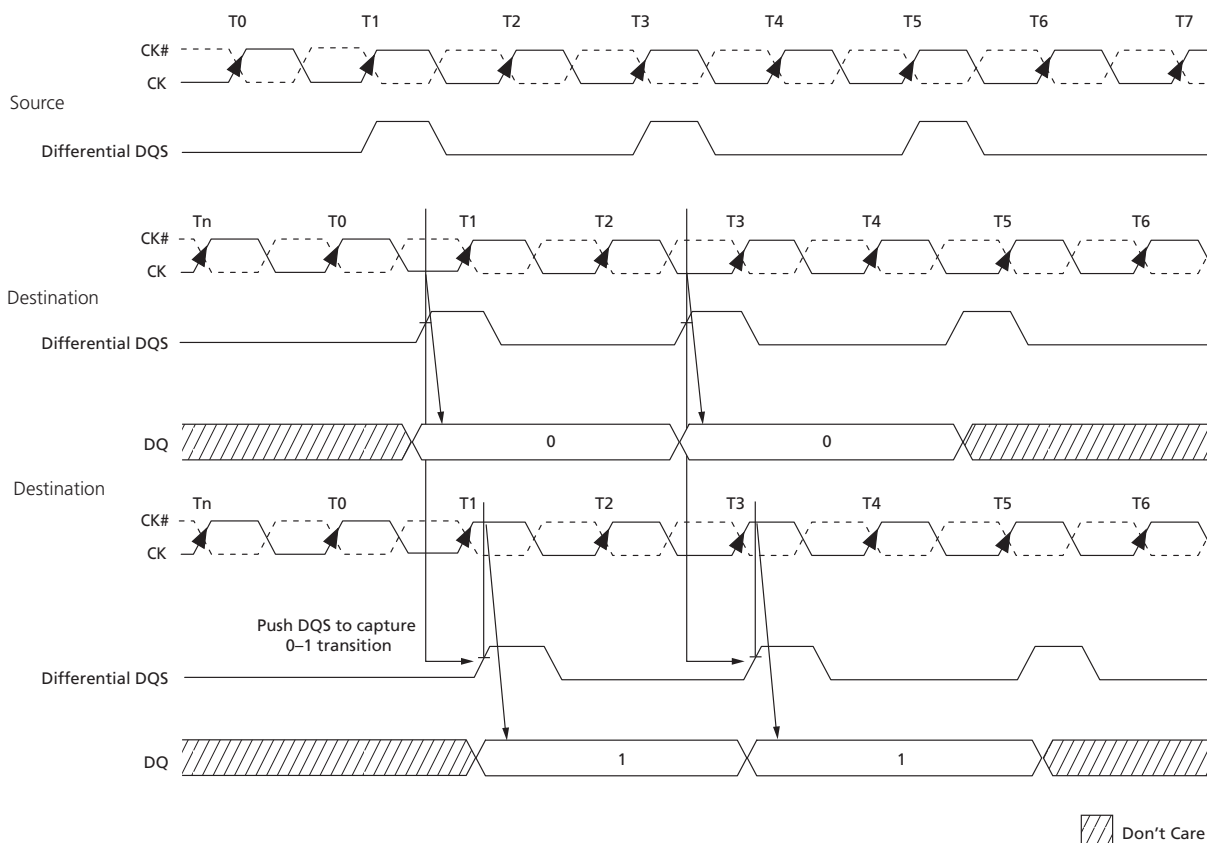 T0 T1 T2 T3 T4 T5 T6 T7
CK#
CK
Source
Differential DQS
Tn T0 T1 T2 T3 T4 T5 T6
CK#
CK
Destination
Differential DQS
DQ 0 0
Destination
Tn T0 T1 T2 T3 T4 T5 T6
CK#
CK
Push DQS to capture
0–1 transition
Differential DQS
DQ 1 1
Don't Care